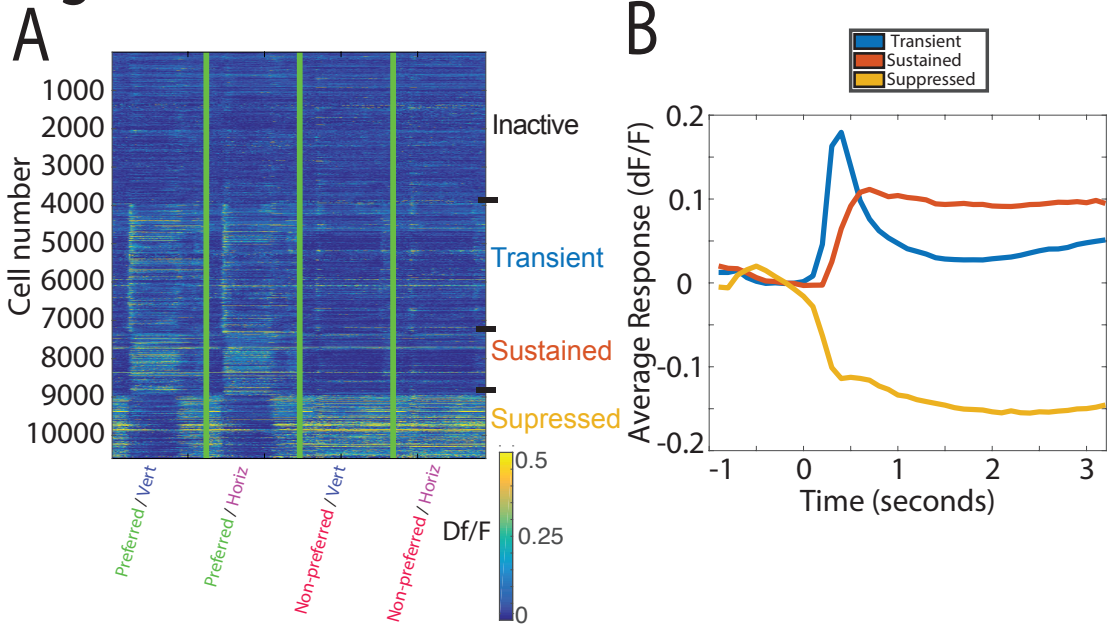 A
Cell number
1000
2000
3000
4000
5000
6000
7000
8000
9000
10000
Inactive
Transient
Sustained
Supressed
Preferred / Vert
Preferred / Horiz
Non-preferred / Vert
Non-preferred / Horiz
Df/F
0.5
0.25
0
B
Transient
Sustained
Suppressed
Average Response (dF/F)
0.2
0.1
0
-0.1
-0.2
-1 0 1 2 3
Time (seconds)